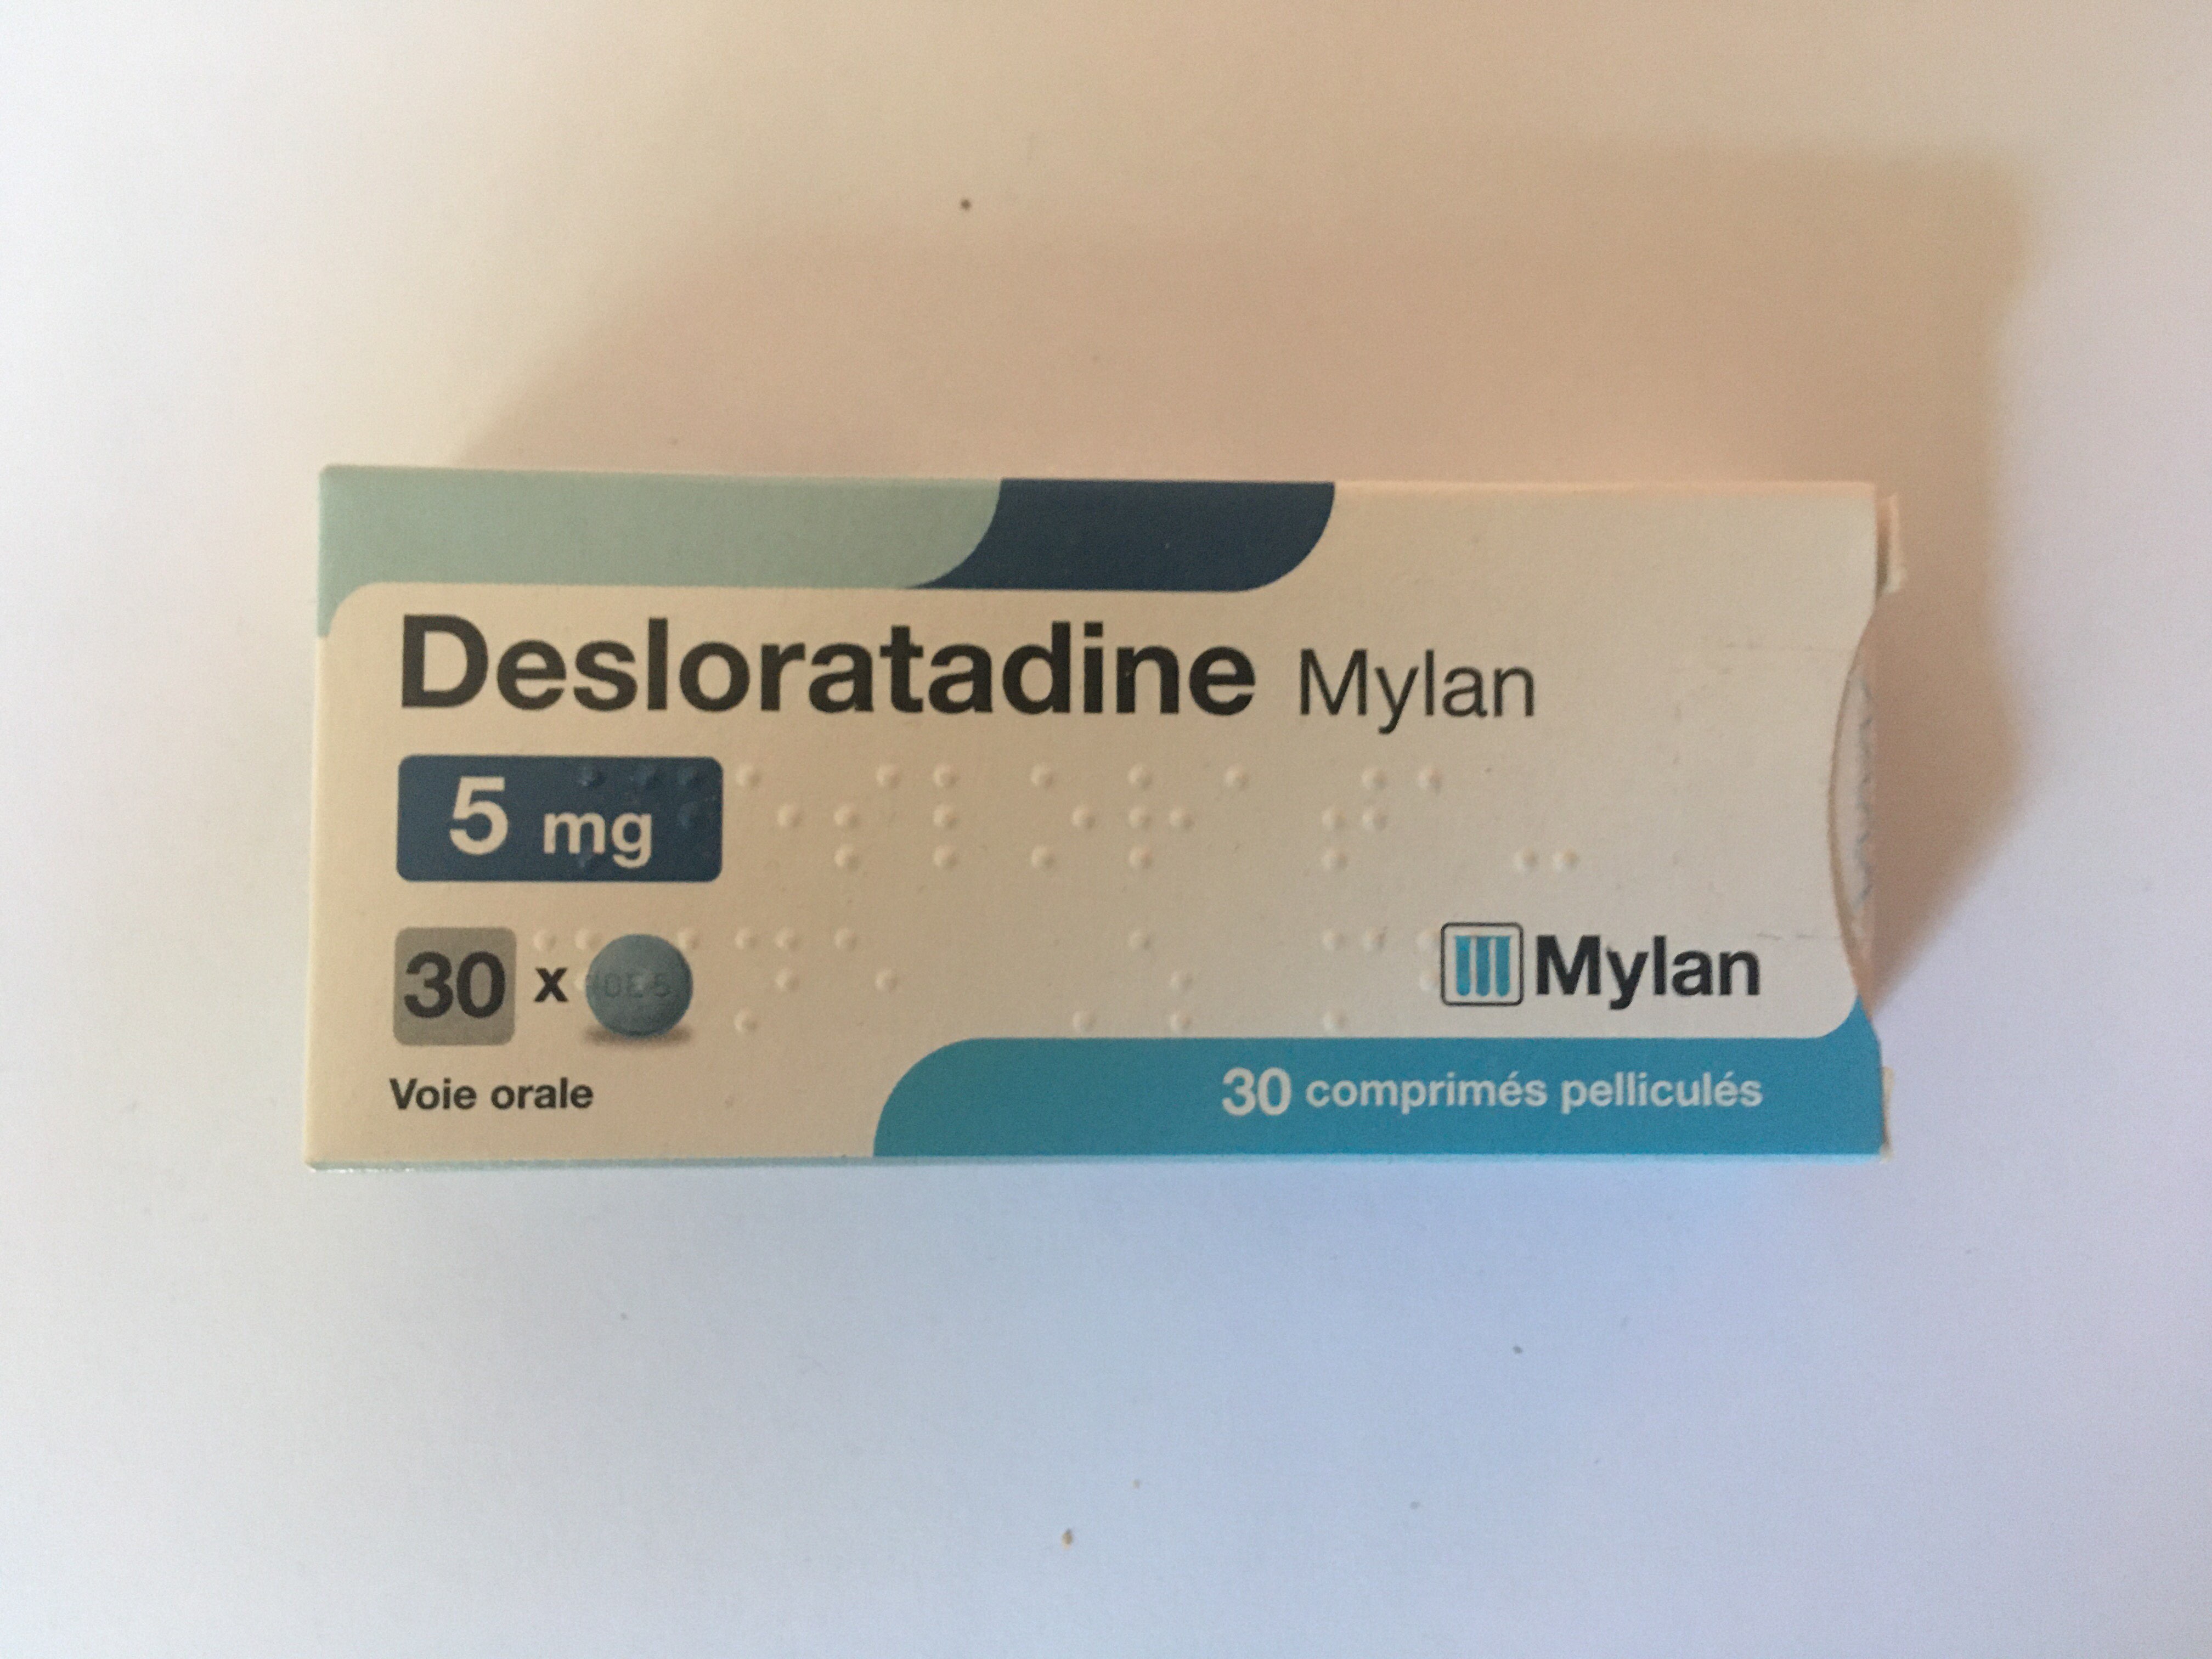 Desloratadine Mylan
5 mg
30 x
Mylan
Voie orale
30 comprimés pelliculés